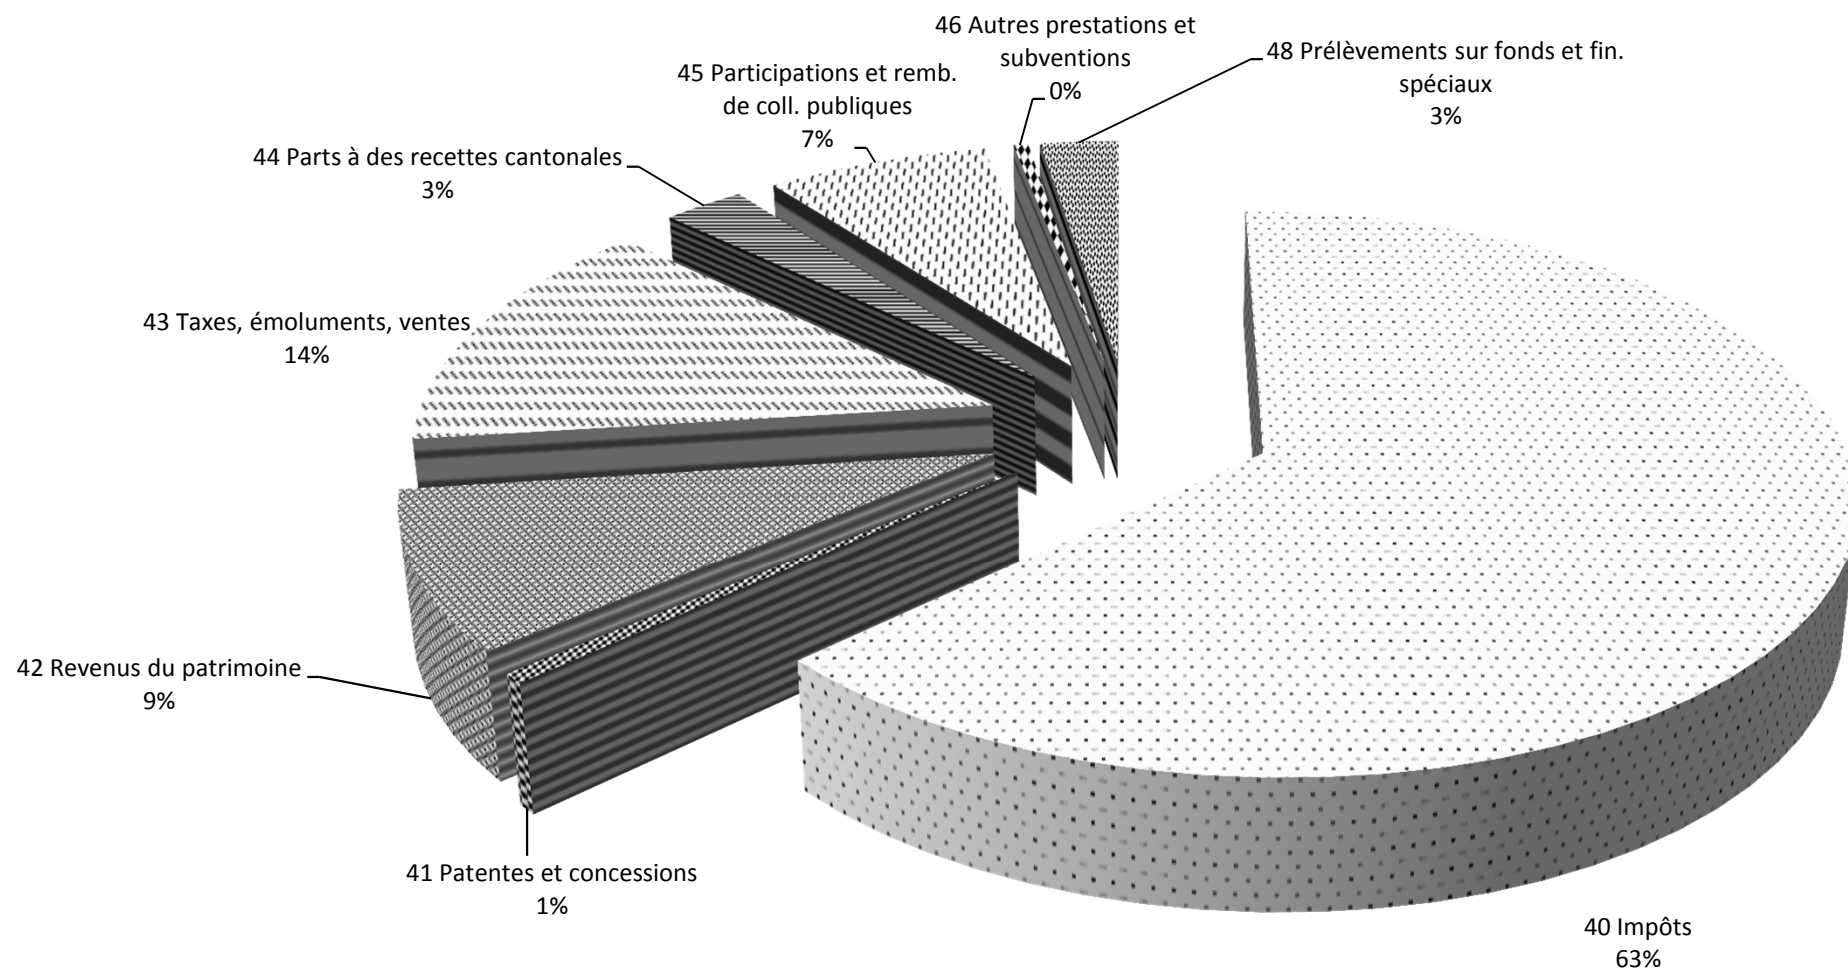 46 Autres prestations et
subventions
0%
48 Prélèvements sur fonds et fin.
spéciaux
3%
45 Participations et remb.
de coll. publiques
7%
44 Parts à des recettes cantonales
3%
43 Taxes, émoluments, ventes
14%
42 Revenus du patrimoine
9%
41 Patentes et concessions
1%
40 Impôts
63%